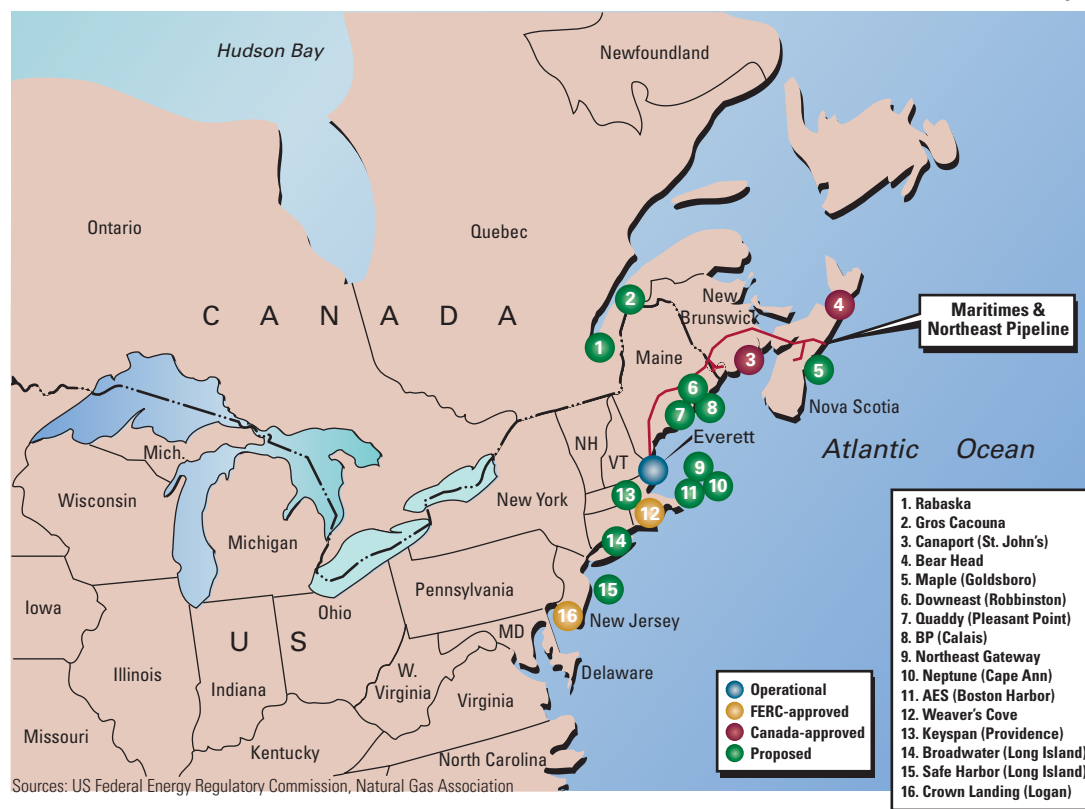 Hudson Bay
Newfoundland
Ontario
Quebec
CANADA
2
New
Brunswick
4
Maritimes &
Northeast Pipeline
1
Maine
3
5
6
7
8
Nova Scotia
Everett
Atlantic Ocean
Mich.
NH
VT
9
10
11
Wisconsin
New York
13
12
Michigan
14
Pennsylvania
15
Iowa
Ohio
16
New Jersey
US
MD
Delaware
Illinois
Indiana
W.
Virginia
Virginia
Missouri
Kentucky
North Carolina
Operational
FERC-approved
Canada-approved
Proposed
1. Rabaska
2. Gros Cacouna
3. Canaport (St. John's)
4. Bear Head
5. Maple (Goldsboro)
6. Downeast (Robbinston)
7. Quaddy (Pleasant Point)
8. BP (Calais)
9. Northeast Gateway
10. Neptune (Cape Ann)
11. AES (Boston Harbor)
12. Weaver's Cove
13. Keyspan (Providence)
14. Broadwater (Long Island)
15. Safe Harbor (Long Island)
16. Crown Landing (Logan)
Sources: US Federal Energy Regulatory Commission, Natural Gas Association